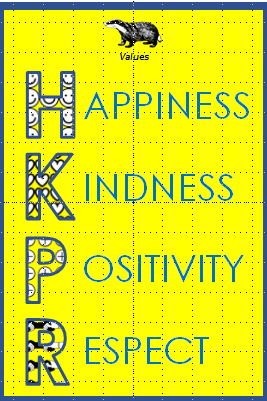 Values
HAPPINESS
KINDNESS
POSITIVITY
RESPECT